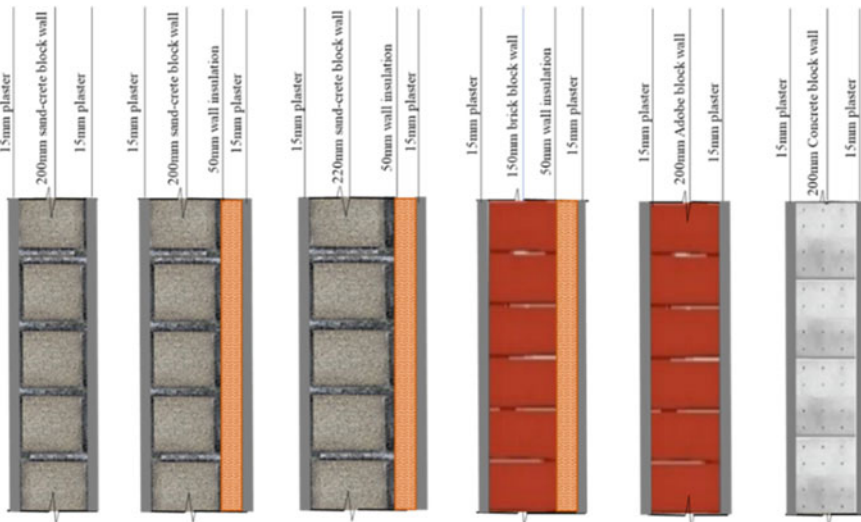 15mm plaster
200mm sand-crete block wall
15mm plaster
15mm plaster
200mm sand-crete block wall
50mm wall insulation
15mm plaster
15mm plaster
220mm sand-crete block wall
50mm wall insulation
15mm plaster
15mm plaster
150mm brick block wall
50mm wall insulation
15mm plaster
15mm plaster
200mm Adobe block wall
15mm plaster
15mm plaster
200mm Concrete block wall
15mm plaster